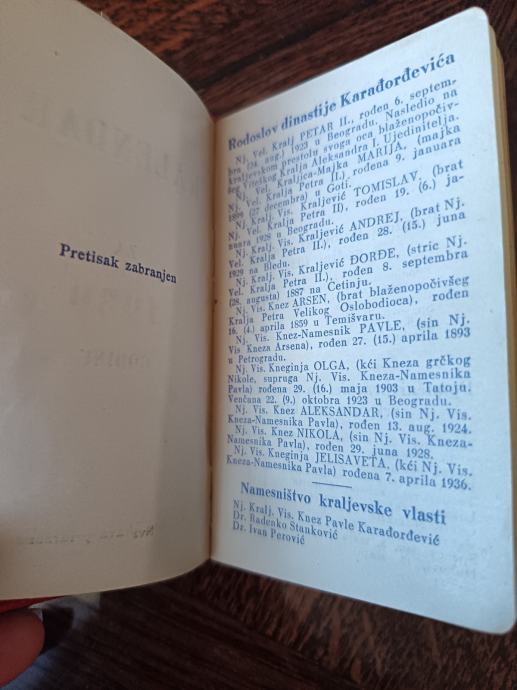 Pretisak zabranjen
Rodoslov dinastije Karađorđevića
Nj. Vel. Kralj PETAR II., rođen 6. septem-
bra (24 aug.) 1923 u Beogradu. Nasledio na
kraljevskom prestolu svoga oca blaženopočiv-
šeg Viteškog Kralja Aleksandra I. Ujedinitelja.
Nj. Vel. Kraljica-Majka MARIJA, (majka
Nj. Vel. Kralja Petra II.) rođena 9. januara
1899 (27 decembra) u Goti.
Nj. Kralj. Vis. Kraljević TOMISLAV, (brat
Nj. Vel. Kralja Petra II) rođen 19. (6.) ja-
nuara 1928 u Beogradu.
Nj. Kralj. Vis. Kraljević ANDREJ, (brat Nj.
Vel. Kralja Petra II.), rođen 28. (15.) juna
1929 na Bledu.
Nj. Kralj. Vis. Kraljević ĐORĐE, (stric Nj.
Vel. Kralja Petra II.), rođen 8. septembra
(28. augusta) 1887 na Cetinju.
Nj. Vis. Knez ARSEN, (brat blaženopočivšeg
Kralja Petra Velikog Oslobodioca), rođen
16. (4.) aprila 1859 u Temišvaru.
Nj. Vis. Knez-Namesnik PAVLE, (sin Nj.
Vis Kneza Arsena), rođen 27. (15.) aprila 1893
u Petrogradu.
Nj. Vis. Kneginja OLGA, (kći Kneza grčkog
Nikole, supruga Nj. Vis. Kneza-Namesnika
Pavla) rođena 29. (16.) maja 1903 u Tatoju.
Venčana 22. (9.) oktobra 1923 u Beogradu.
Nj. Vis. Knez ALEKSANDAR, (sin Nj. Vis.
Kneza-Namesnika Pavla), rođen 13. aug. 1924.
Nj. Vis. Knez NIKOLA, (sin Nj. Vis. Kneza-
Namesnika Pavla), rođen 29. juna 1928.
Nj. Vis. Kneginja JELISAVETA, (kći Nj. Vis.
Kneza-Namesnika Pavla) rođena 7. aprila 1936.
Namesništvo kraljevske vlasti
Nj. Kralj. Vis. Knez Pavle Karađorđević
Dr. Radenko Stanković
Dr. Ivan Perović